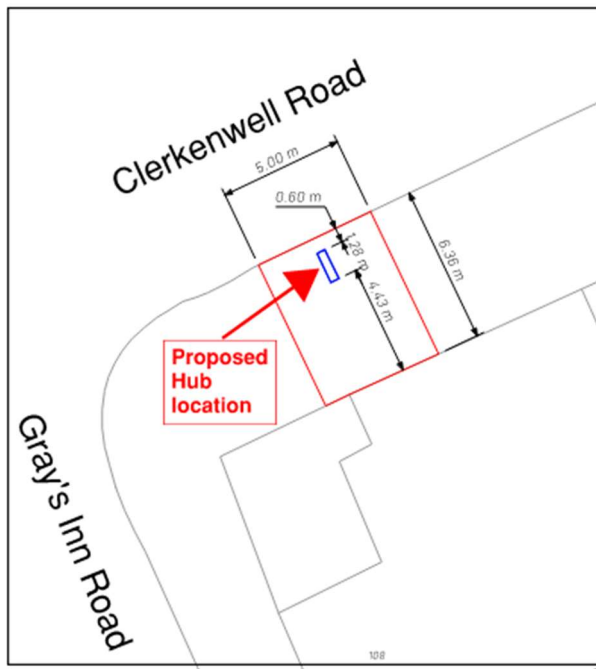 Clerkenwell Road
5.00 m
0.60 m
1.28 m
4.43 m
6.36 m
Proposed
Hub
location
Gray's Inn Road
108